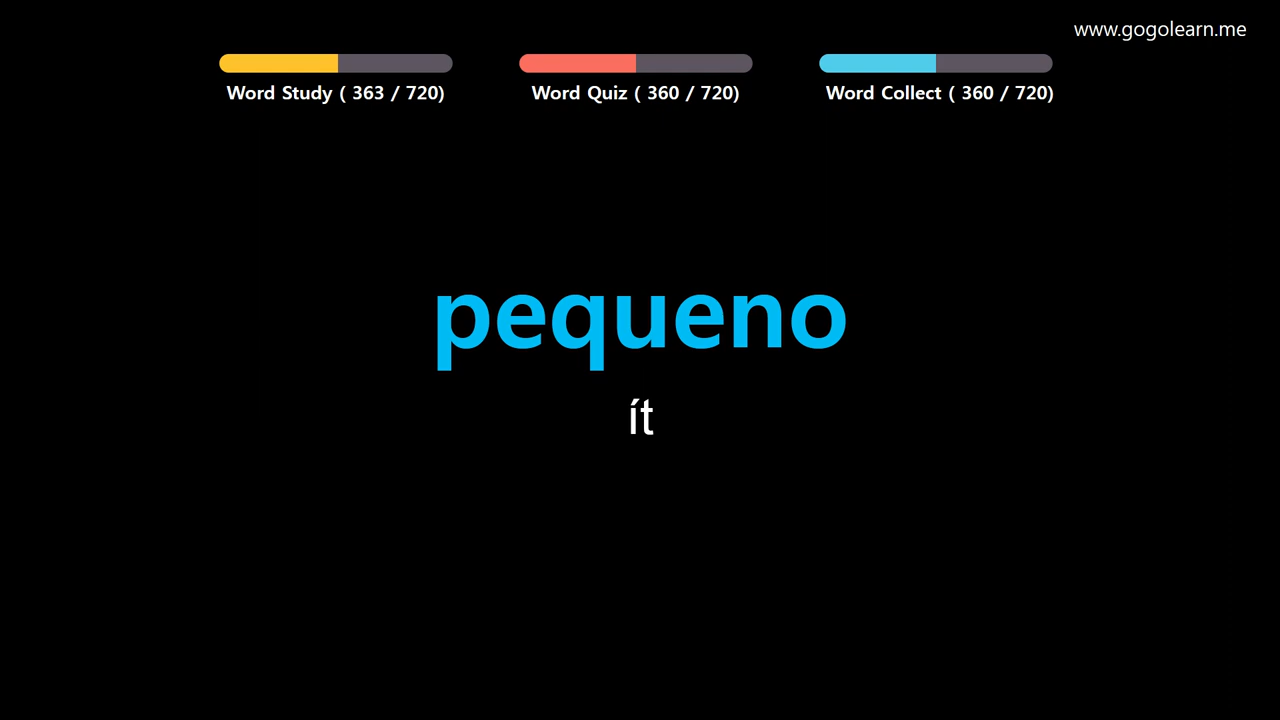 www.gogolearn.me
Word Study ( 363 / 720)
Word Quiz ( 360 / 720)
Word Collect ( 360 / 720)
pequeno
ít